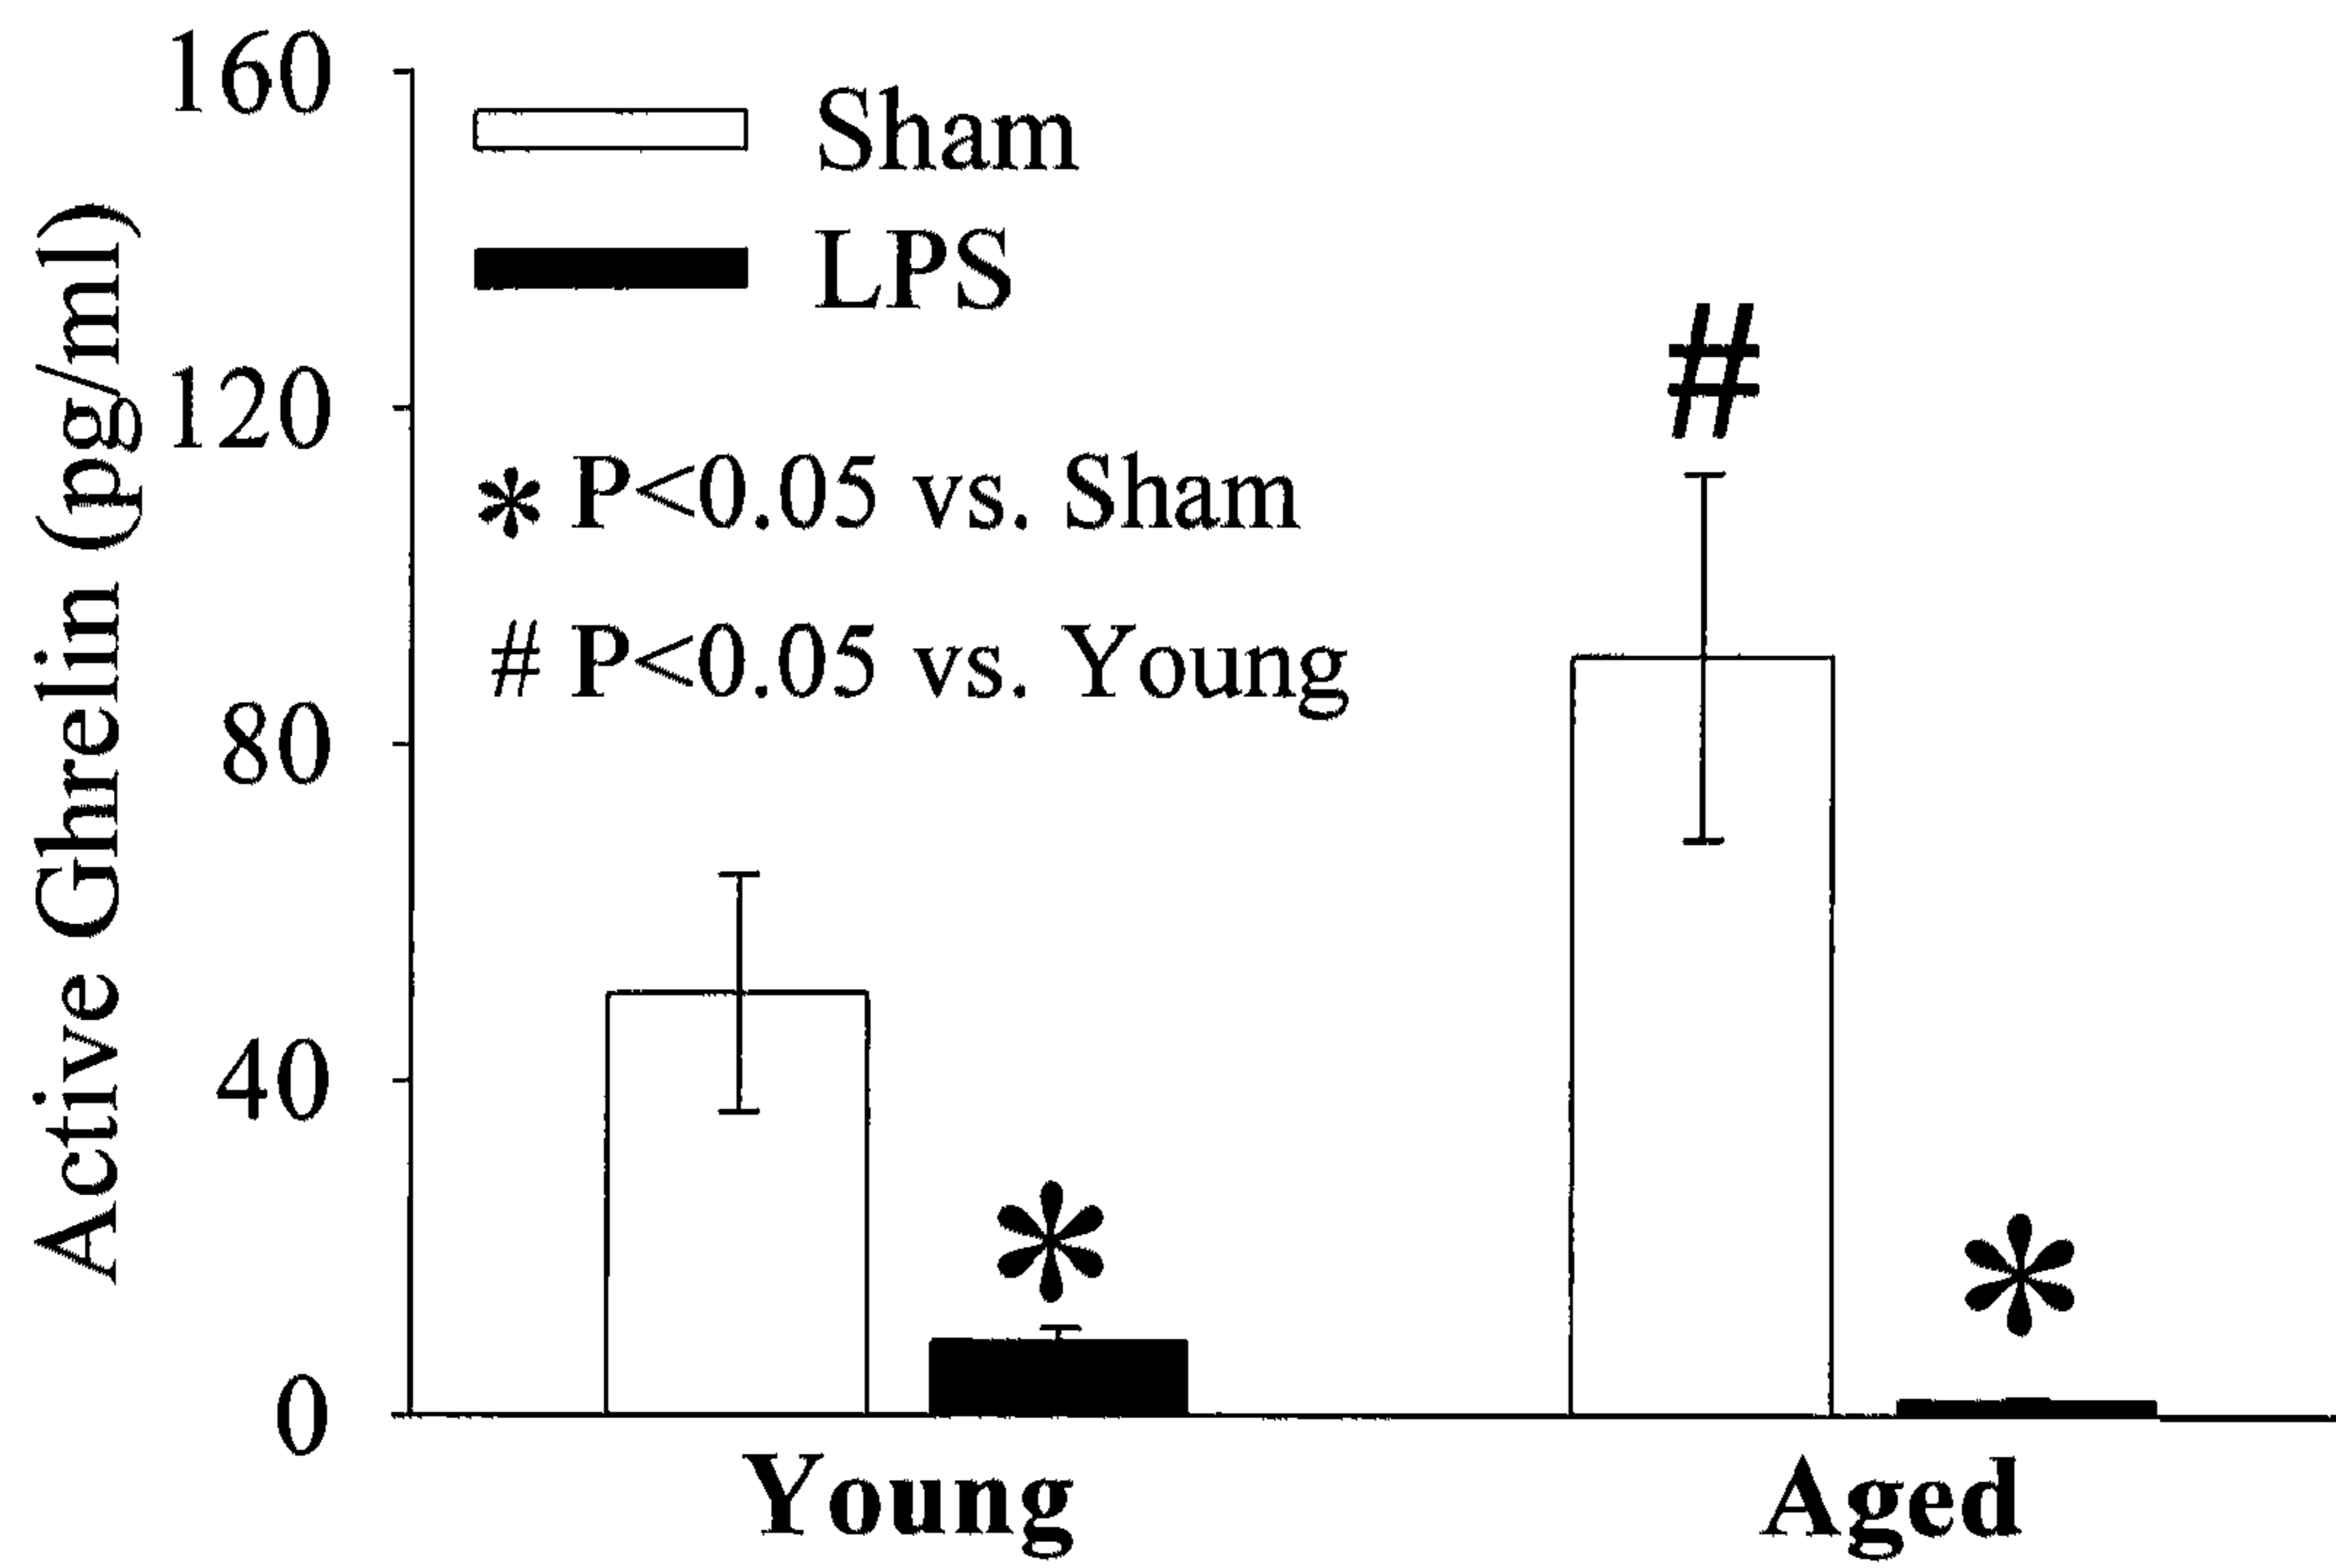 Active Ghrelin (pg/ml)
160
120
80
40
0
Sham
LPS
* P<0.05 vs. Sham
# P<0.05 vs. Young
*
#
*
Young
Aged